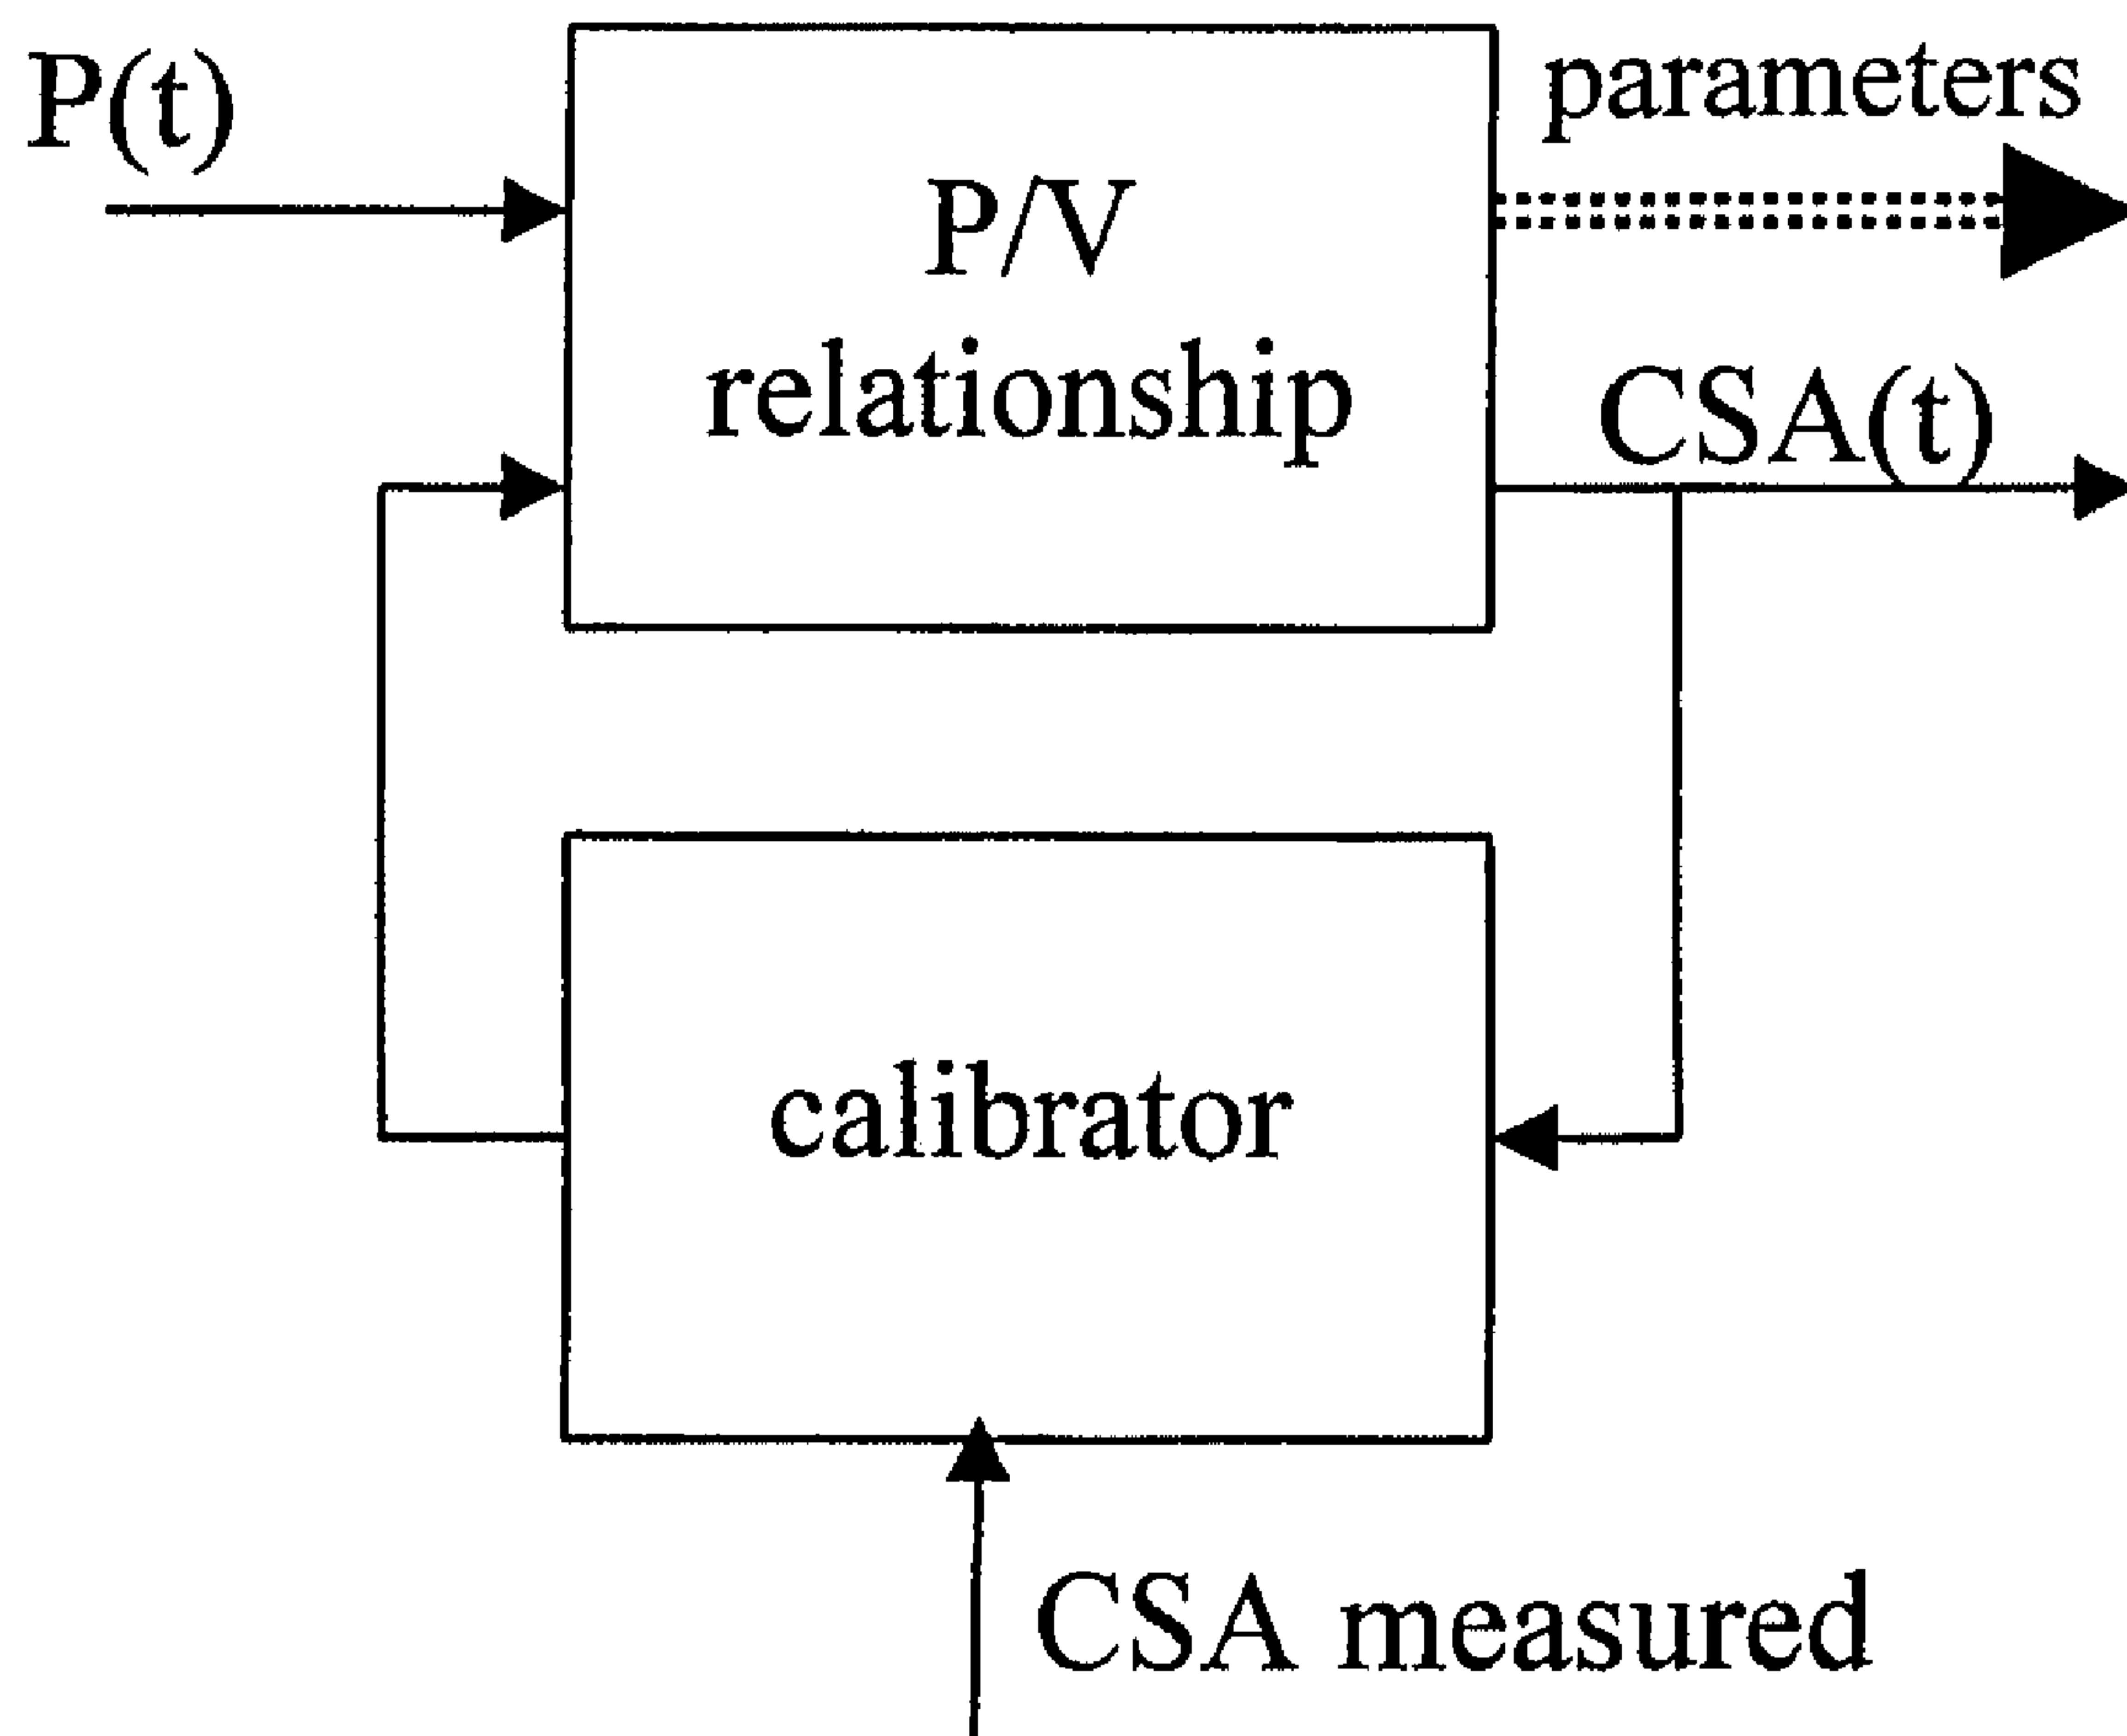 P(t)
parameters
P/V
relationship
CSA(t)
calibrator
CSA measured